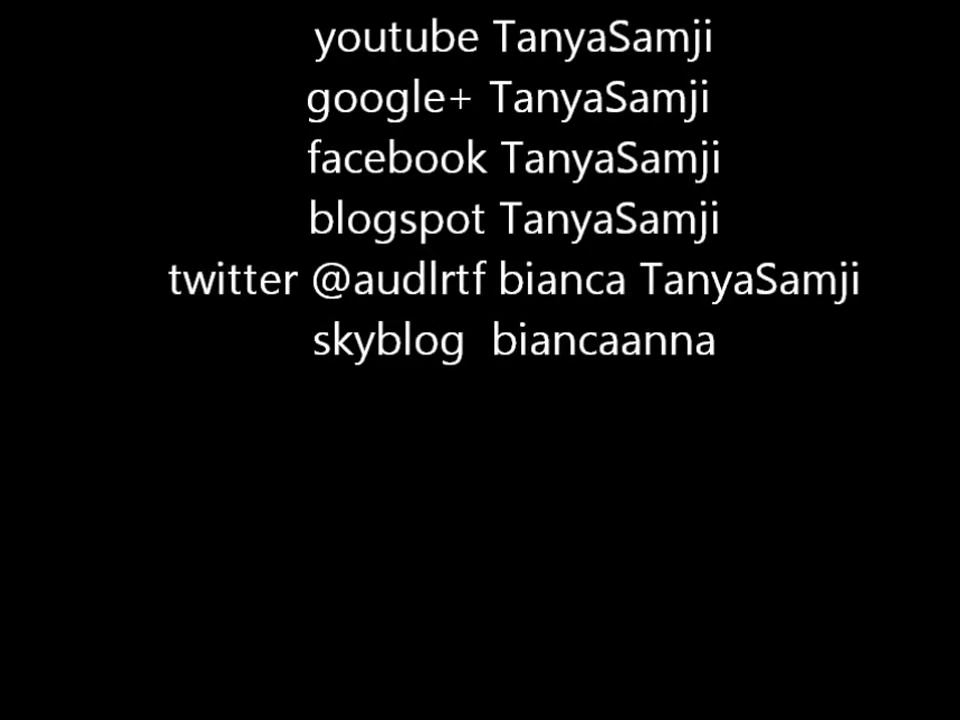 youtube TanyaSamji
google+ TanyaSamji
facebook TanyaSamji
blogspot TanyaSamji
twitter @audlrtf bianca TanyaSamji
skyblog  biancaanna